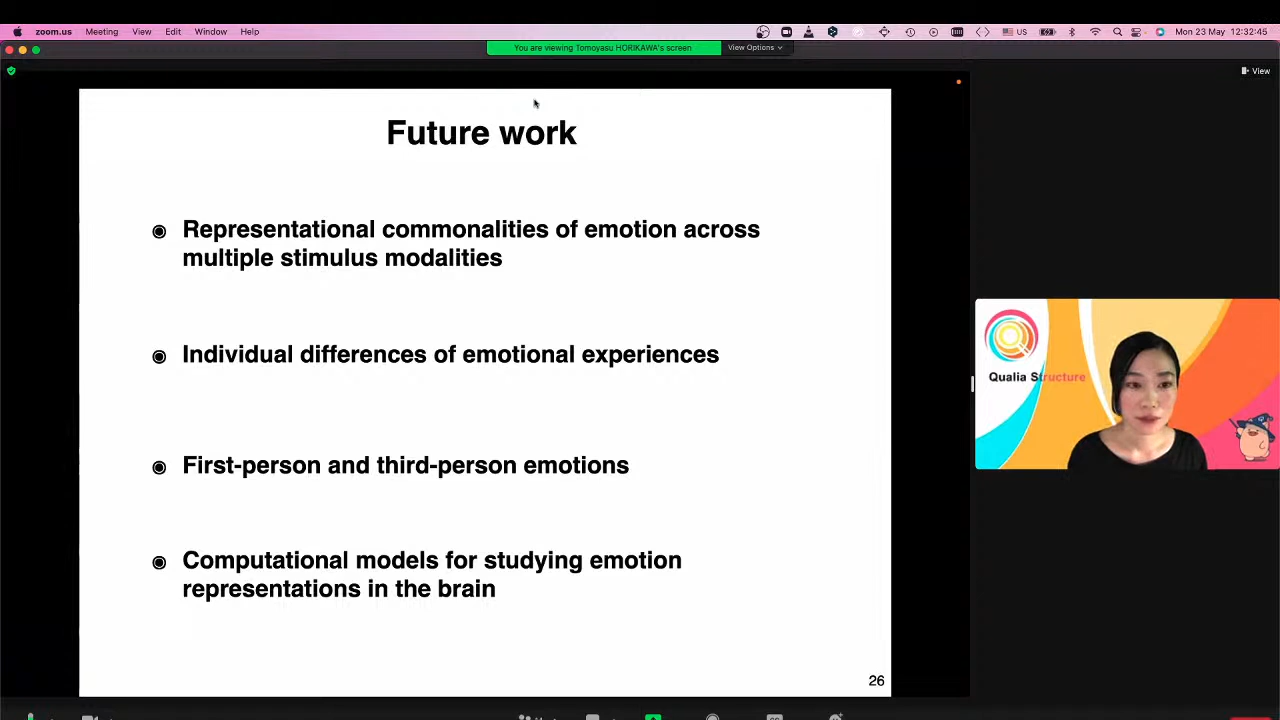 zoom.us Meeting View Edit Window Help US Mon 23 May 12:32:45
You are viewing Tomoyasu HORIKAWA's screen View Options
View
Future work
Representational commonalities of emotion across
multiple stimulus modalities
Individual differences of emotional experiences
First-person and third-person emotions
Computational models for studying emotion
representations in the brain
26
Qualia Structure